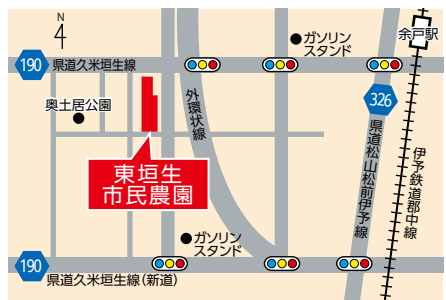 N
余戸駅
ガソリン
スタンド
190
県道久米垣生線
326
奥土居公園
外環状線
県道松山松前伊予線
伊予鉄道郡中線
東垣生
市民農園
ガソリン
スタンド
190
県道久米垣生線(新道)